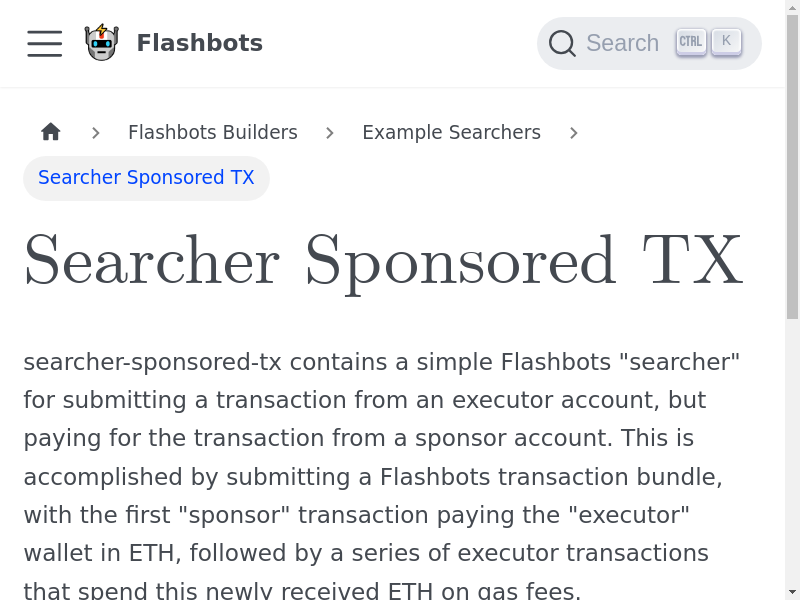 Flashbots
Search CTRL K
Flashbots Builders
Example Searchers
Searcher Sponsored TX
Searcher Sponsored TX
searcher-sponsored-tx contains a simple Flashbots "searcher"
for submitting a transaction from an executor account, but
paying for the transaction from a sponsor account. This is
accomplished by submitting a Flashbots transaction bundle,
with the first "sponsor" transaction paying the "executor"
wallet in ETH, followed by a series of executor transactions
that spend this newly received ETH on gas fees.